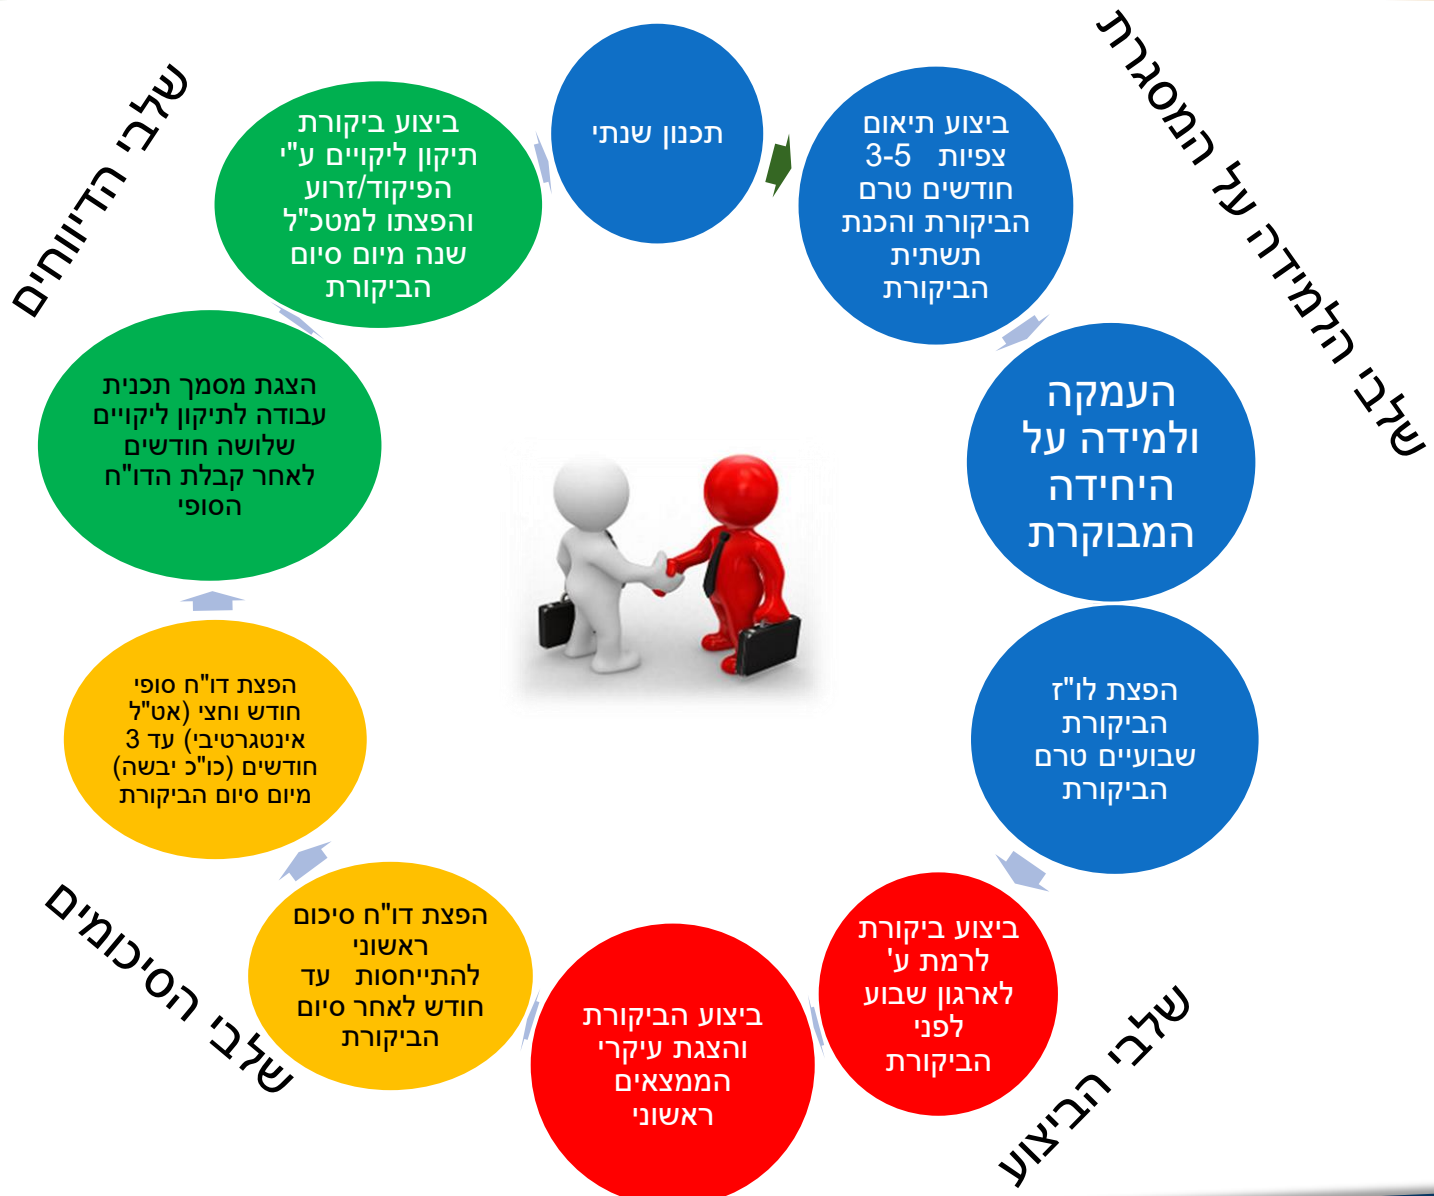 שלבי הלמידה על המסגרת
תכנון שנתי
ביצוע תיאום
צפיות 3-5
חודשים טרם
הביקורת והכנת
תשתית
הביקורת
העמקה
ולמידה על
היחידה
המבוקרת
הפצת לו"ז
הביקורת
שבועיים טרם
הביקורת
שלבי הביצוע
ביצוע ביקורת
לרמת ע'
לארגון שבוע
לפני
הביקורת
ביצוע הביקורת
והצגת עיקרי
הממצאים
ראשוני
שלבי הסיכומים
הפצת דו"ח סיכום
ראשוני
להתייחסות עד
חודש לאחר סיום
הביקורת
הפצת דו"ח סופי
חודש וחצי (אט"ל
אינטגרטיבי) עד 3
חודשים (כו"כ יבשה)
מיום סיום הביקורת
שלבי הדיווחים
הצגת מסמך תכנית
עבודה לתיקון ליקויים
שלושה חודשים
לאחר קבלת הדו"ח
הסופי
ביצוע ביקורת
תיקון ליקויים ע"י
הפיקוד/זרוע
והפצתו למטכ"ל
שנה מיום סיום
הביקורת